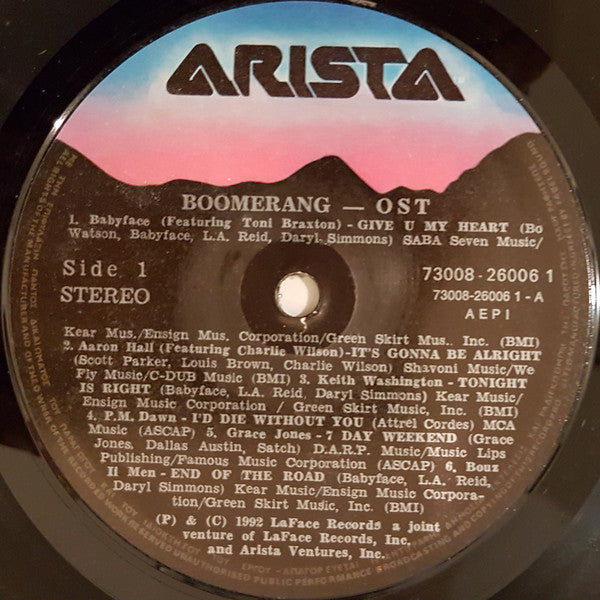 ARISTA
BOOMERANG — OST
1. Babyface (Featuring Toni Braxton) - GIVE U MY HEART (Bo
Watson, Babyface, L.A. Reid, Daryl Simmons) SABA Seven Music/
Side 1
STEREO
73008-26006 1
73008-26006 1-A
AEPI
Kear Mus./Ensign Mus. Corporation/Green Skirt Mus.. Inc. (BMI)
2. Aaron Hall (Featuring Charlie Wilson)-IT'S GONNA BE ALRIGHT
(Scott Parker, Louis Brown, Charlie Wilson) Shavoni Music/We
Fly Music/C-DUB Music (BMI) 3. Keith Washington - TONIGHT
IS RIGHT (Babyface, L.A. Reid, Daryl Simmons) Kear Music/
Ensign Music Corporation / Green Skirt Music, Inc. (BMI)
4. P.M. Dawn - I'D DIE WITHOUT YOU (Attrel Cordes) MCA
Music (ASCAP) 5. Grace Jones - 7 DAY WEEKEND (Grace
Jones, Dallas Austin, Satch) D.A.R.P. Music/Music Lips
Publishing/Famous Music Corporation (ASCAP) 6. Bouz
II Men - END OF THE ROAD (Babyface, L.A. Reid,
Daryl Simmons) Kear Music/Ensign Music Corpora-
tion/Green Skirt Music, Inc. (BMI)
(P) & (C) 1992 LaFace Records a joint
venture of LaFace Records, Inc,
and Arista Ventures, Inc.